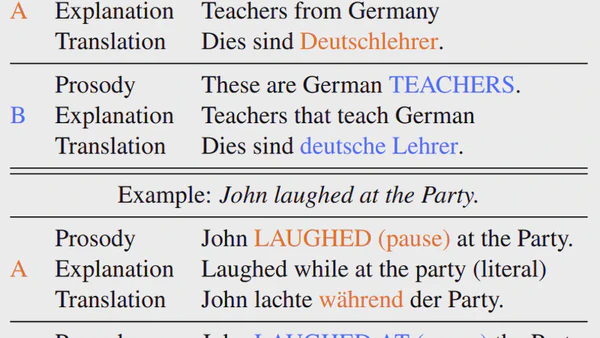 A Explanation Teachers from Germany
Translation Dies sind Deutschlehrer.
Prosody These are German TEACHERS.
B Explanation Teachers that teach German
Translation Dies sind deutsche Lehrer.
Example: John laughed at the Party.
Prosody John LAUGHED (pause) at the Party.
A Explanation Laughed while at the party (literal)
Translation John lachte während der Party.